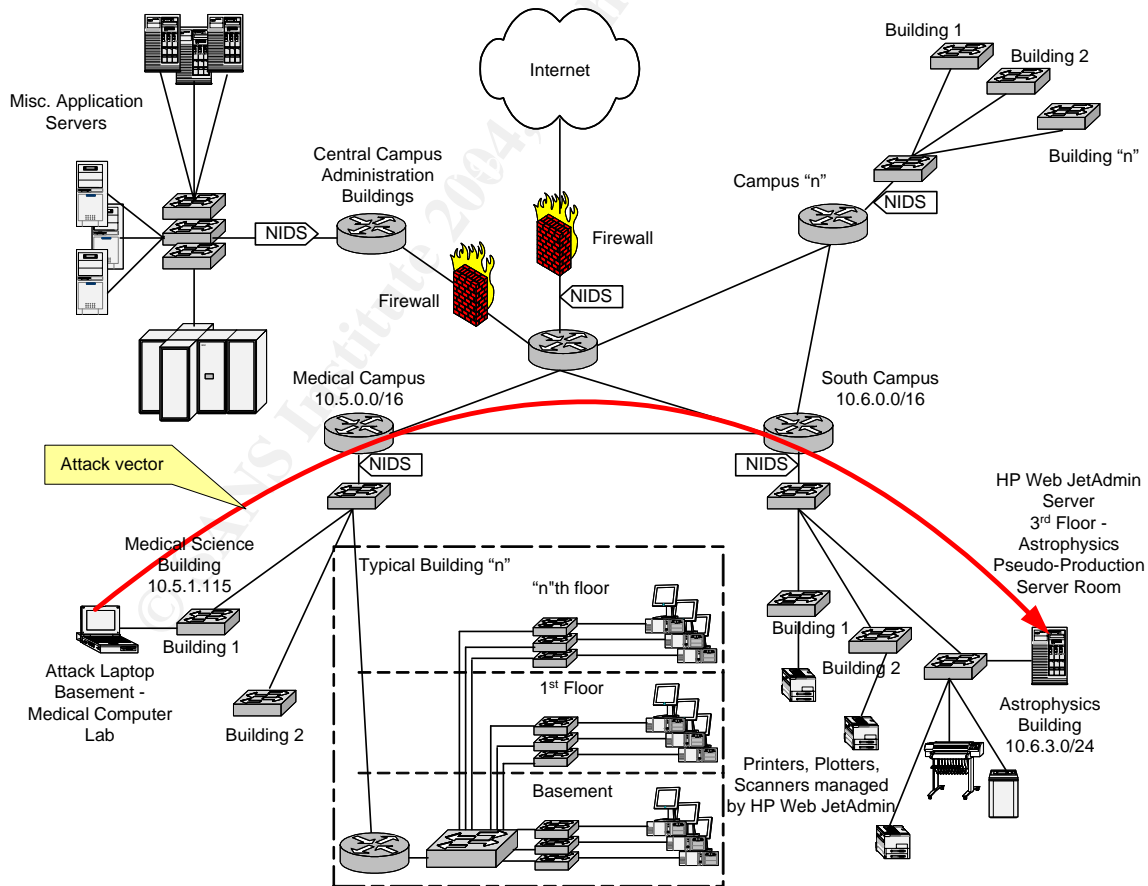 Building 1
Building 2
Building “n”
Internet
Misc. Application
Servers
Central Campus
Administration
Buildings
Campus “n”
NIDS
NIDS
Firewall
Firewall
NIDS
Medical Campus
10.5.0.0/16
South Campus
10.6.0.0/16
Attack vector
NIDS
NIDS
HP Web JetAdmin
Server
3rd Floor -
Astrophysics
Pseudo-Production
Server Room
Medical Science
Building
10.5.1.115
Typical Building “n”
“n”th floor
Building 1
Building 1
Building 2
Attack Laptop
Basement -
Medical Computer
Lab
1st Floor
Building 2
Astrophysics
Building
10.6.3.0/24
Printers, Plotters,
Scanners managed
by HP Web JetAdmin
Basement
Institute 2004,